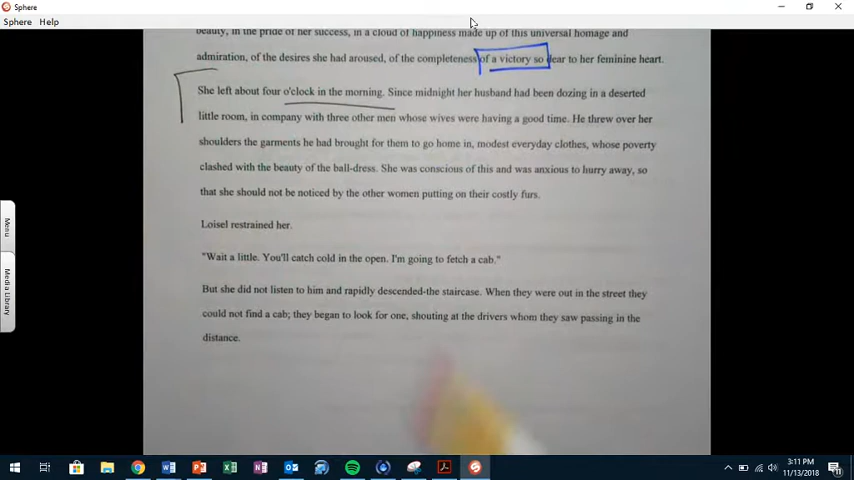 Sphere
Sphere Help
beauty, in the pride of her success, in a cloud of happiness made up of this universal homage and
admiration, of the desires she had aroused, of the completeness of a victory so dear to her feminine heart.
She left about four o'clock in the morning. Since midnight her husband had been dozing in a deserted
little room, in company with three other men whose wives were having a good time. He threw over her
shoulders the garments he had brought for them to go home in, modest everyday clothes, whose poverty
clashed with the beauty of the ball-dress. She was conscious of this and was anxious to hurry away, so
that she should not be noticed by the other women putting on their costly furs.
Loisel restrained her.
"Wait a little. You'll catch cold in the open. I'm going to fetch a cab."
But she did not listen to him and rapidly descended-the staircase. When they were out in the street they
could not find a cab; they began to look for one, shouting at the drivers whom they saw passing in the
distance.
Menu
Media Library
3:11 PM
11/13/2018